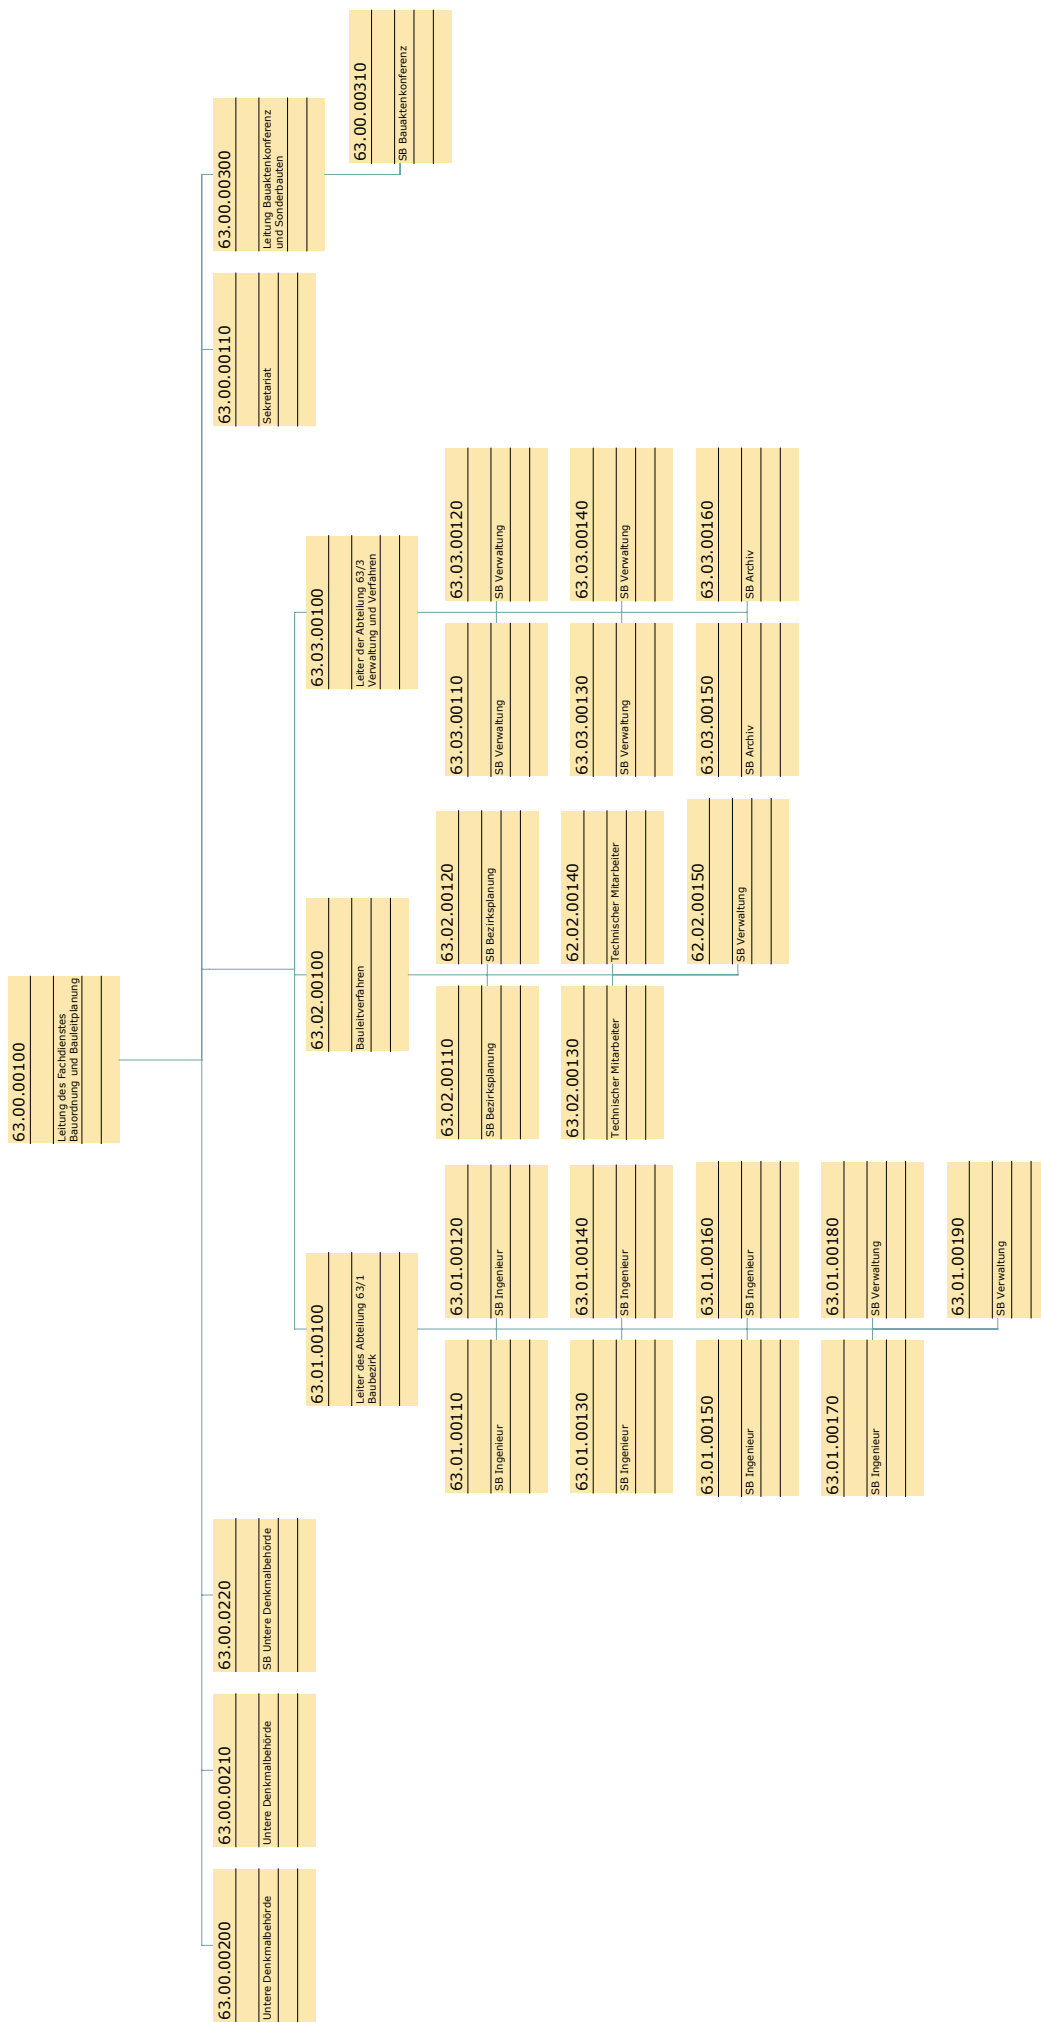 63.00.00100
Leitung des Fachdienstes
Bauordnung und Bauleitplanung
63.00.00200
Untere Denkmalbehörde
63.00.00210
Untere Denkmalbehörde
63.00.0220
SB Untere Denkmalbehörde
63.00.00110
Sekretariat
63.00.00300
Leitung Bauaktenkonferenz
und Sonderbauten
63.00.00310
SB Bauaktenkonferenz
63.01.00100
Leiter des Abteilung 63/1
Baubezirk
63.01.00110
SB Ingenieur
63.01.00120
SB Ingenieur
63.01.00130
SB Ingenieur
63.01.00140
SB Ingenieur
63.01.00150
SB Ingenieur
63.01.00160
SB Ingenieur
63.01.00170
SB Ingenieur
63.01.00180
SB Verwaltung
63.01.00190
SB Verwaltung
63.02.00100
Bauleitverfahren
63.02.00110
SB Bezirksplanung
63.02.00120
SB Bezirksplanung
63.02.00130
Technischer Mitarbeiter
62.02.00140
Technischer Mitarbeiter
62.02.00150
SB Verwaltung
63.03.00100
Leiter der Abteilung 63/3
Verwaltung und Verfahren
63.03.00110
SB Verwaltung
63.03.00120
SB Verwaltung
63.03.00130
SB Verwaltung
63.03.00140
SB Verwaltung
63.03.00150
SB Archiv
63.03.00160
SB Archiv